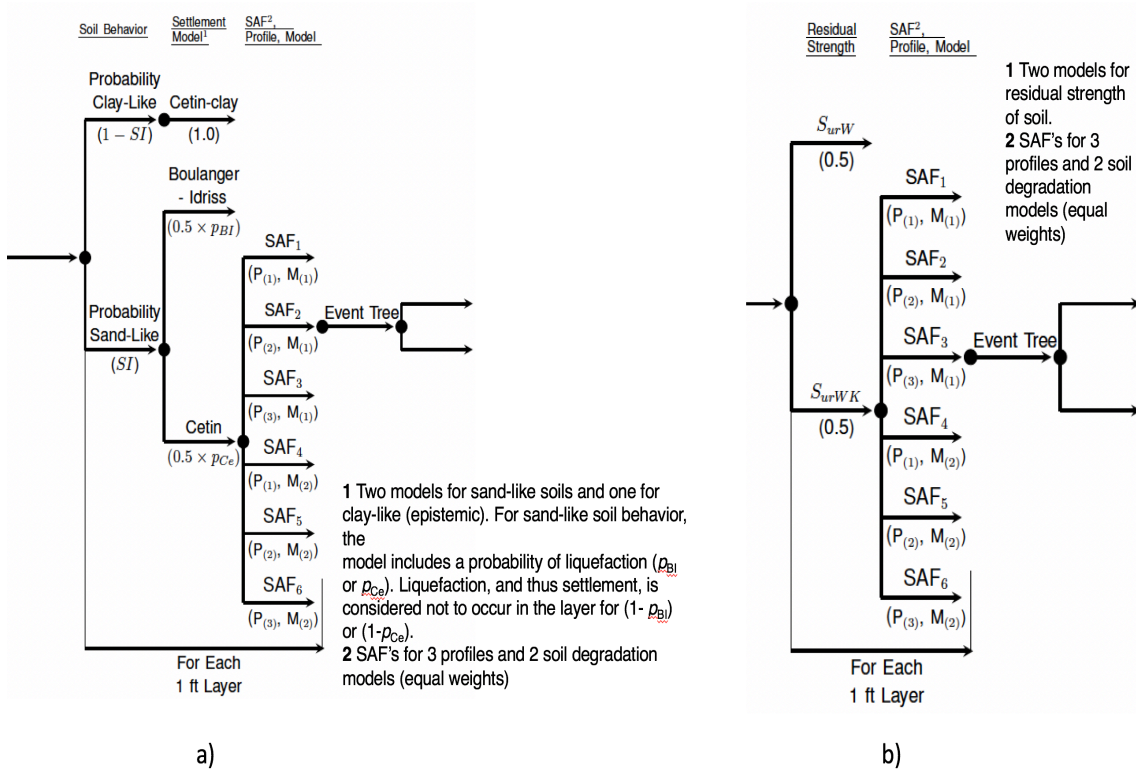 Soil Behavior
Settlement
Model1
SAF2,
Profile, Model
Probability
Clay-Like
(1 − SI)
Cetin-clay
(1.0)
Boulanger
- Idriss
(0.5 × pBI)
Probability
Sand-Like
(SI)
Cetin
(0.5 × pCe)
SAF1
(P(1), M(1))
SAF2
(P(2), M(1))
SAF3
(P(3), M(1))
SAF4
(P(1), M(2))
SAF5
(P(2), M(2))
SAF6
(P(3), M(2))
Event Tree
For Each
1 ft Layer
1 Two models for sand-like soils and one for
clay-like (epistemic). For sand-like soil behavior,
the
model includes a probability of liquefaction (pBI
or pCe). Liquefaction, and thus settlement, is
considered not to occur in the layer for (1- pBI)
or (1-pCe).
2 SAF's for 3 profiles and 2 soil degradation
models (equal weights)
a)
Residual
Strength
SAF2,
Profile, Model
SurW
(0.5)
SurWK
(0.5)
SAF1
(P(1), M(1))
SAF2
(P(2), M(1))
SAF3
(P(3), M(1))
SAF4
(P(1), M(2))
SAF5
(P(2), M(2))
SAF6
(P(3), M(2))
Event Tree
For Each
1 ft Layer
1 Two models for
residual strength
of soil.
2 SAF's for 3
profiles and 2 soil
degradation
models (equal
weights)
b)